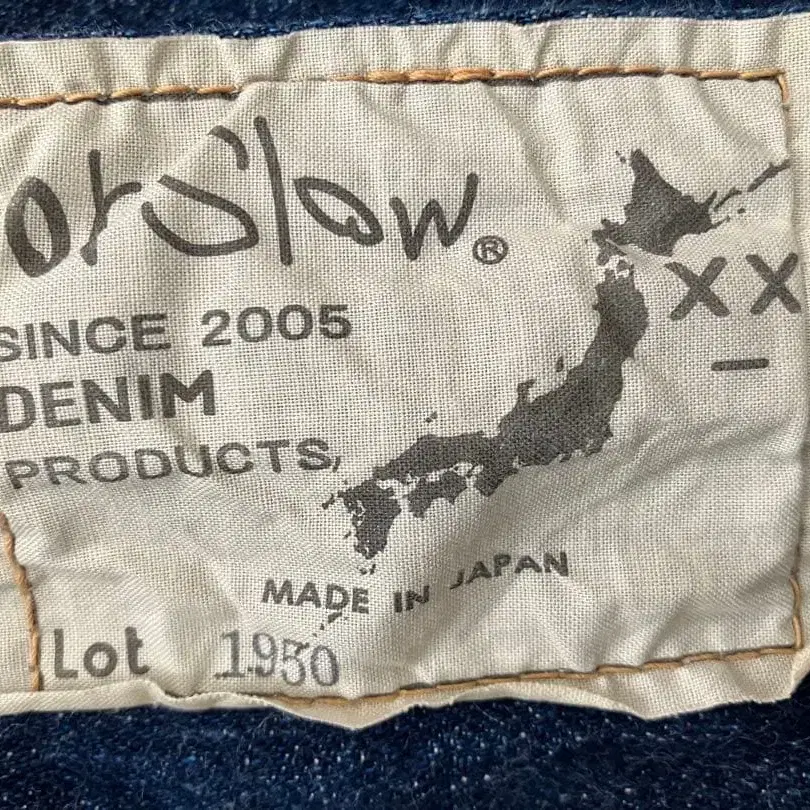 orSlow®
XX
SINCE 2005
DENIM
PRODUCTS,
MADE IN JAPAN
Lot 1950